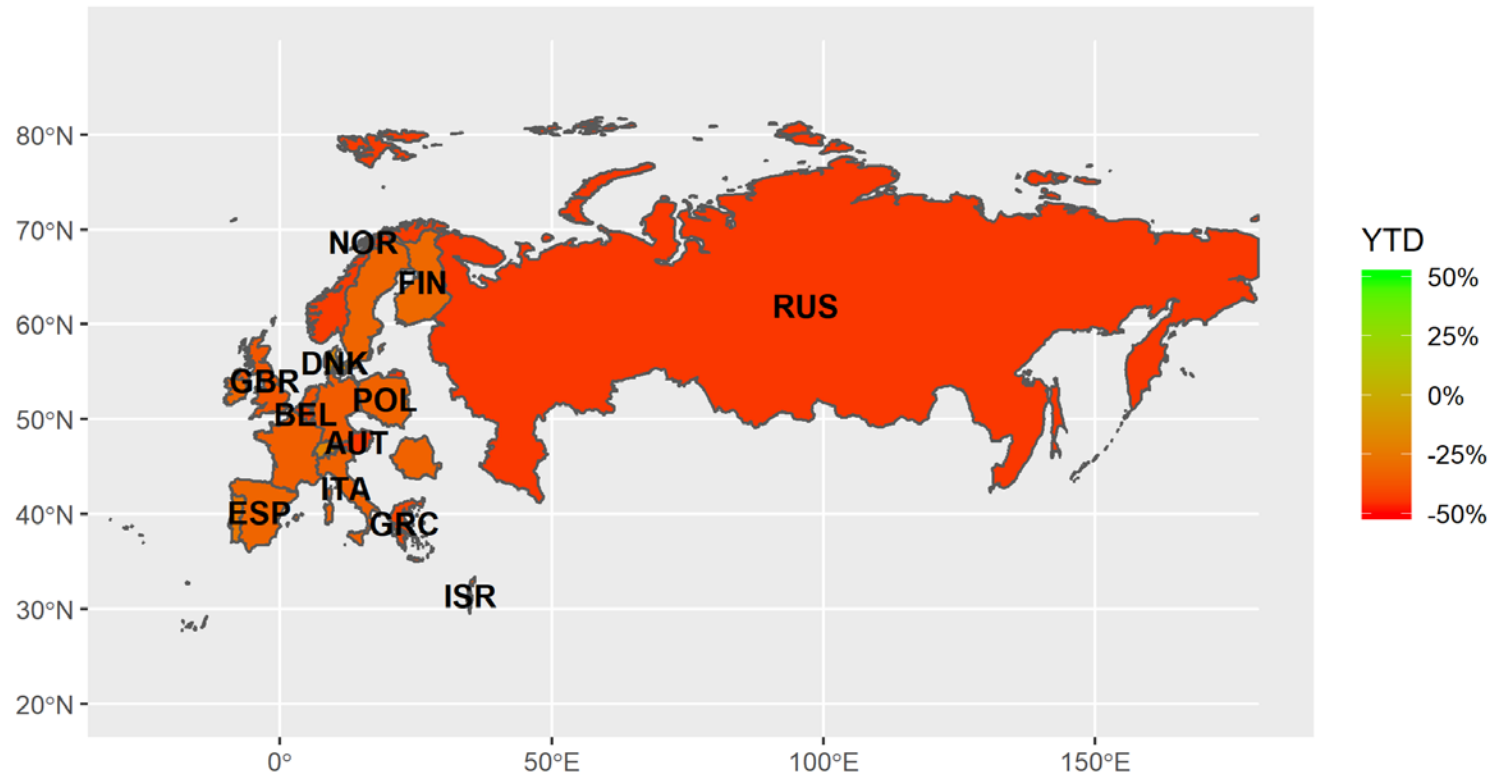 80°N
70°N
60°N
50°N
40°N
30°N
20°N
0°
50°E
100°E
150°E
NOR
FIN
RUS
DNK
GBR
POL
BEL
AUT
ITA
ESP
GRC
ISR
YTD
50%
25%
0%
-25%
-50%